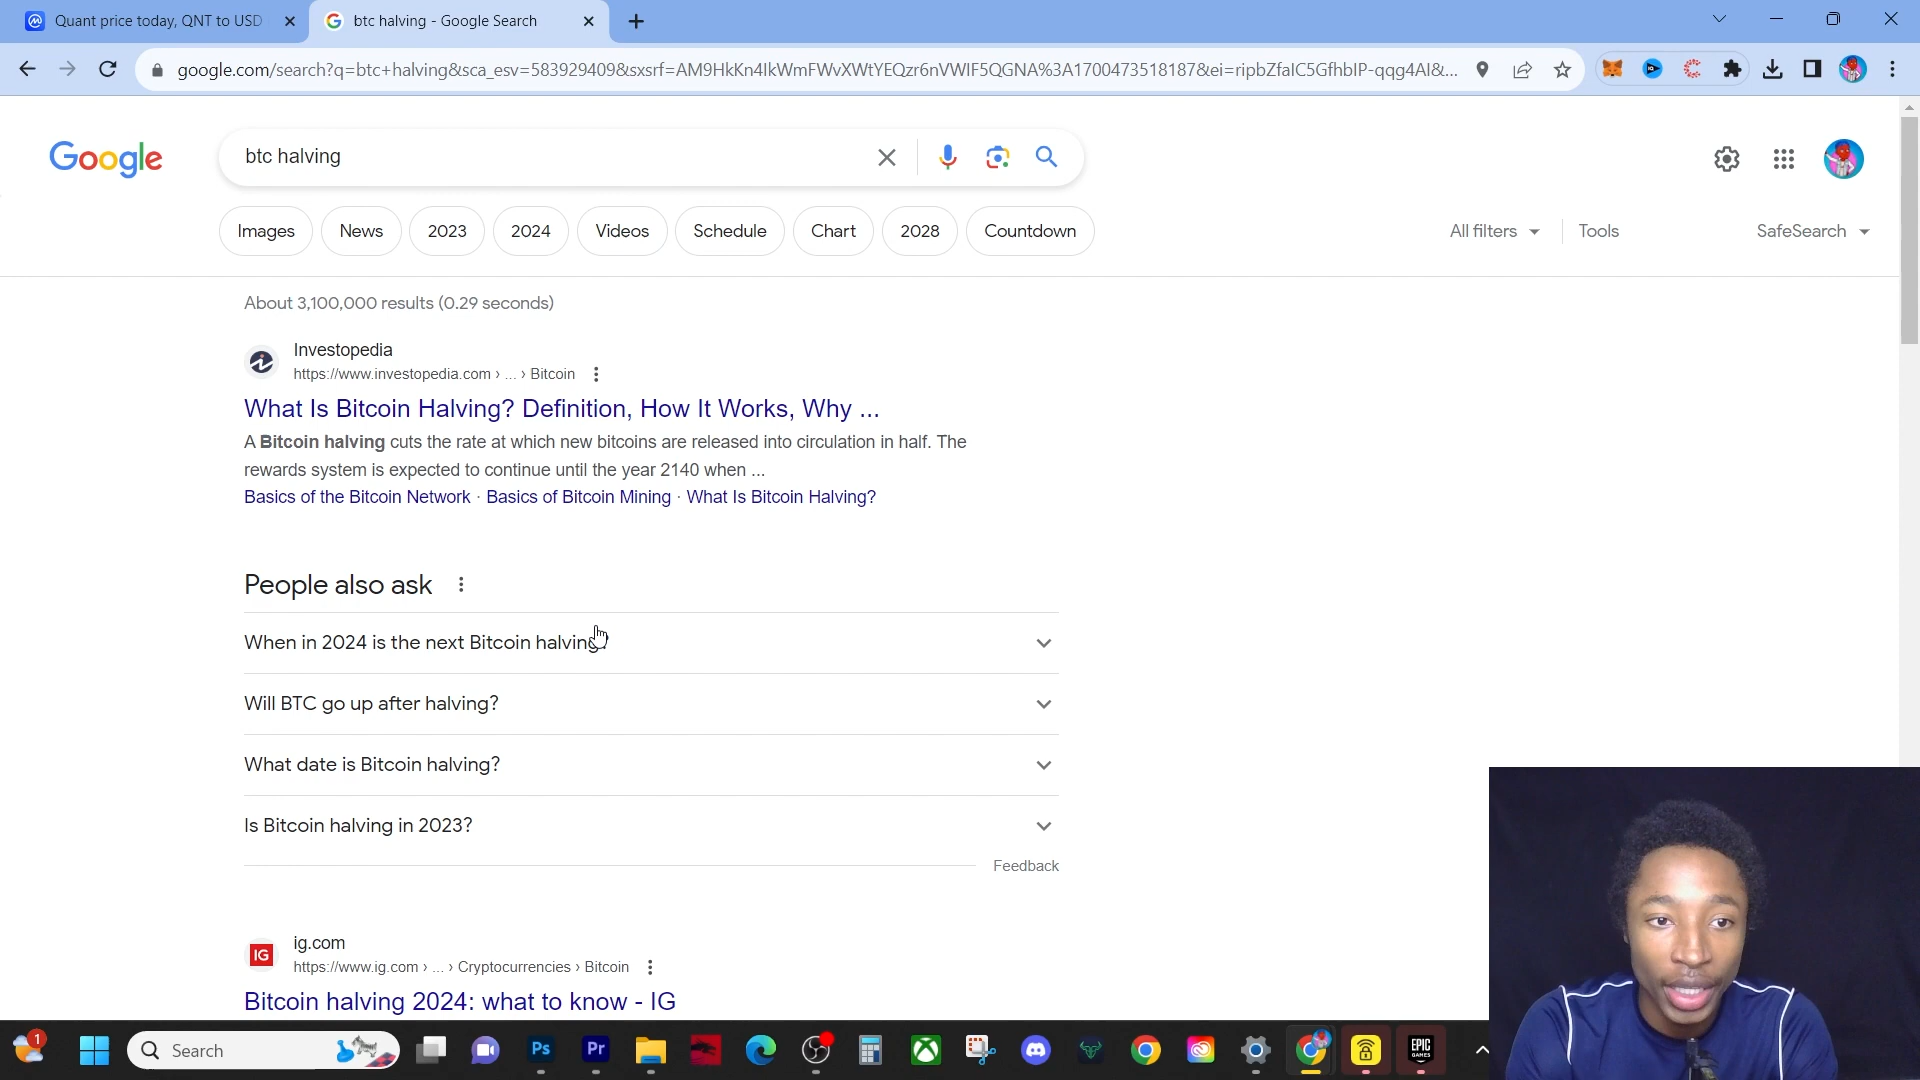 Quant price today, QNT to USD
btc halving - Google Search
google.com/search?q=btc+halving&sca_esv=583929409&sxsrf=AM9HkKn4IkWmFWvXWtYEQzr6nVWIF5QGNA%3A1700473518187&ei=ripbZfalC5GfhbIP-qqg4AI&...
Google
btc halving
Images
News
2023
2024
Videos
Schedule
Chart
2028
Countdown
All filters
Tools
SafeSearch
About 3,100,000 results (0.29 seconds)
Investopedia
https://www.investopedia.com › ... › Bitcoin
What Is Bitcoin Halving? Definition, How It Works, Why ...
A Bitcoin halving cuts the rate at which new bitcoins are released into circulation in half. The
rewards system is expected to continue until the year 2140 when ...
Basics of the Bitcoin Network · Basics of Bitcoin Mining · What Is Bitcoin Halving?
People also ask
When in 2024 is the next Bitcoin halving?
Will BTC go up after halving?
What date is Bitcoin halving?
Is Bitcoin halving in 2023?
Feedback
IG
ig.com
https://www.ig.com › ... › Cryptocurrencies › Bitcoin
Bitcoin halving 2024: what to know - IG
1
Search
Ps
Pr
EPIC
GAMES